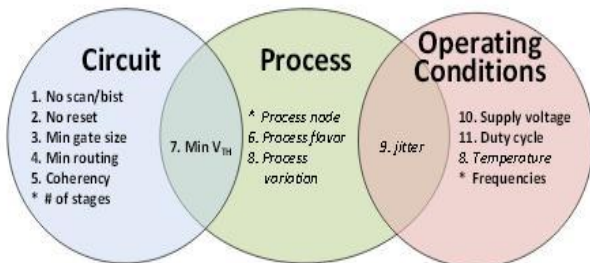 Circuit
1. No scan/bist
2. No reset
3. Min gate size
4. Min routing
5. Coherency
* # of stages
7. Min V_TH
Process
* Process node
6. Process flavor
8. Process
variation
9. jitter
Operating
Conditions
10. Supply voltage
11. Duty cycle
8. Temperature
* Frequencies